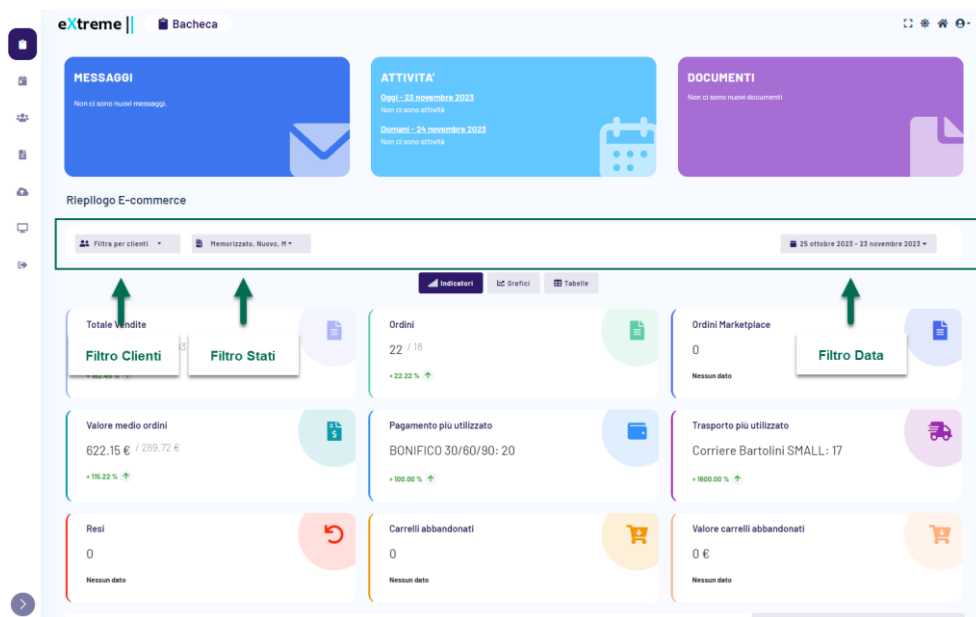 eXtreme || Bacheca
MESSAGGI
Non ci sono nuovi messaggi.
ATTIVITA'
Oggi - 23 novembre 2023
Non ci sono attività
Domani - 24 novembre 2023
Non ci sono attività
DOCUMENTI
Non ci sono nuovi documenti
Riepilogo E-commerce
Filtra per clienti
Memorizzato, Nuovo, M
25 ottobre 2023 - 23 novembre 2023
Indicatori
Grafici
Tabelle
Totale Vendite
Filtro Clienti
Filtro Stati
Ordini
22 / 18
+22.22 %
Ordini Marketplace
0
Nessun dato
Filtro Data
Valore medio ordini
622.15 € / 289.72 €
+115.22 %
Pagamento più utilizzato
BONIFICO 30/60/90: 20
+100.00 %
Trasporto più utilizzato
Corriere Bartolini SMALL: 17
+1600.00 %
Resi
0
Nessun dato
Carrelli abbandonati
0
Nessun dato
Valore carrelli abbandonati
0 €
Nessun dato